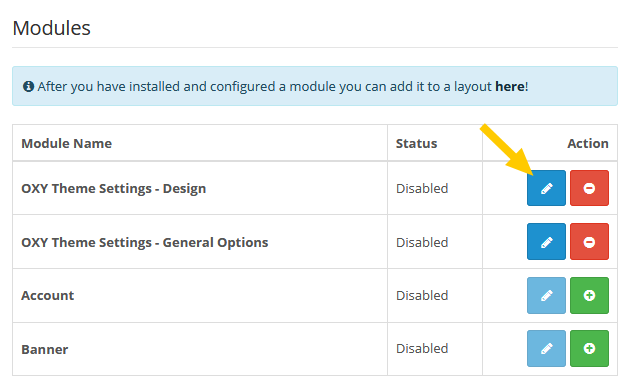 Modules
After you have installed and configured a module you can add it to a layout here!
Module Name Status Action
OXY Theme Settings - Design Disabled
OXY Theme Settings - General Options Disabled
Account Disabled
Banner Disabled